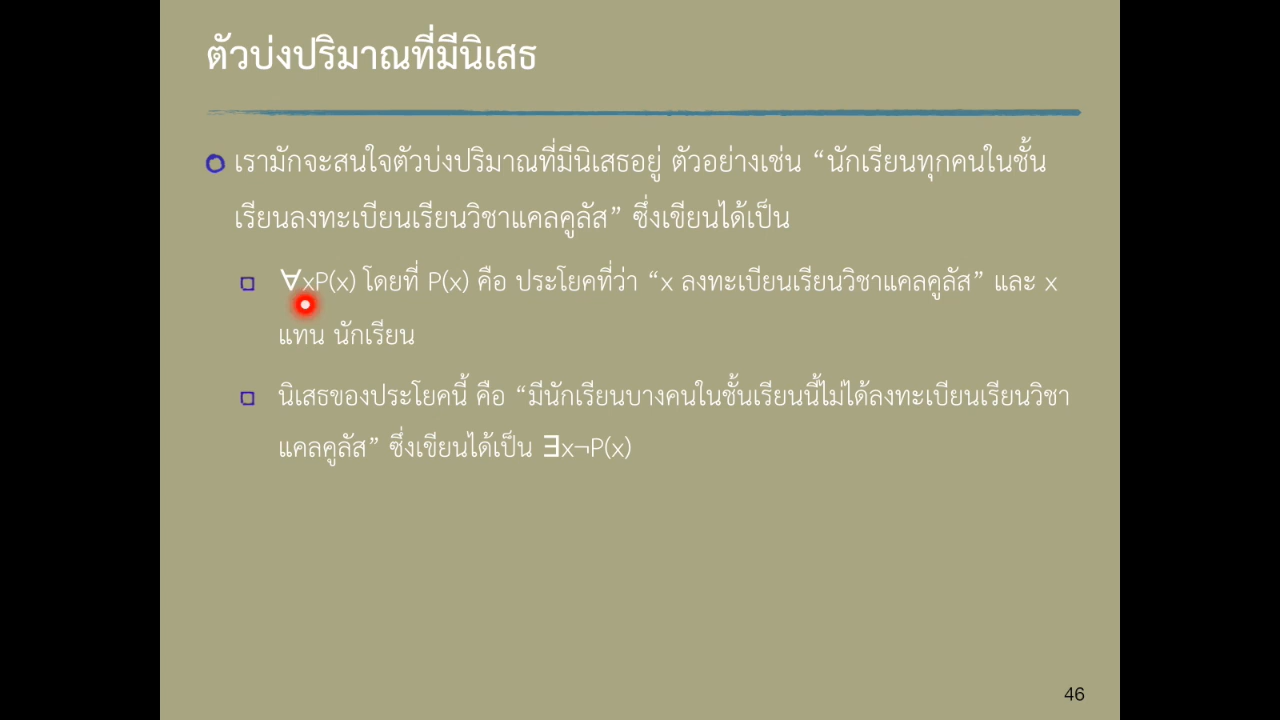 ตัวบ่งปริมาณที่มีนิเสธ
เรามักจะสนใจตัวบ่งปริมาณที่มีนิเสธอยู่ ตัวอย่างเช่น “นักเรียนทุกคนในชั้น
เรียนลงทะเบียนเรียนวิชาแคลคูลัส” ซึ่งเขียนได้เป็น
∀xP(x) โดยที่ P(x) คือ ประโยคที่ว่า “x ลงทะเบียนเรียนวิชาแคลคูลัส” และ x
แทน นักเรียน
นิเสธของประโยคนี้ คือ “มีนักเรียนบางคนในชั้นเรียนนี้ไม่ได้ลงทะเบียนเรียนวิชา
แคลคูลัส” ซึ่งเขียนได้เป็น ∃x¬P(x)
46